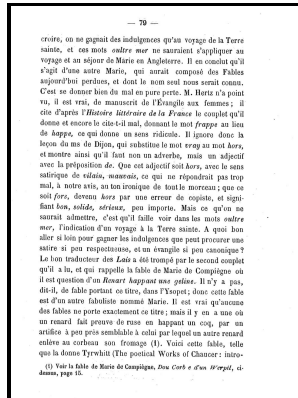 — 79 —
croire, on ne gagnait des indulgences qu'au voyage de la Terre
sainte, et ces mots outre mer ne sauraient s'appliquer au
voyage et au séjour de Marie en Angleterre. Il en conclut qu'il
s'agit d'une autre Marie, qui aurait composé des Fables
aujourd'hui perdues, et dont le nom seul nous serait connu.
C'est se donner bien du mal en pure perte. M. Hertz n'a point
vu, il est vrai, de manuscrit de l'Évangile aux femmes ; il
cite d'après l'Histoire littéraire de la France le couplet qu'il
donne et encore le cite-t-il mal, donnant le mot frappe au lieu
de happe, ce qui donne un sens ridicule. Il ignore donc la
leçon du ms de Dijon, qui substitue le mot vray au mot hors,
et montre ainsi qu'il faut non un adverbe, mais un adjectif
avec la préposition de. Que cet adjectif soit hors, avec le sens
satirique de vilain, mauvais, ce qui ne répondrait pas trop
mal, à notre avis, au ton ironique de tout le morceau ; que ce
soit fors, devenu hors par une erreur de copiste, et signi-
fiant bon, solide, sérieux, peu importe. Mais ce qu'on ne
saurait admettre, c'est qu'il faille voir dans les mots outre
mer, l'indication d'un voyage à la Terre sainte. A quoi bon
aller si loin pour gagner les indulgences que peut procurer une
satire si peu respectueuse, et un évangile si peu canonique ?
Le bon traducteur des Lais a été trompé par le second couplet
qu'il a lu, et qui rappelle la fable de Marie de Compiégne où
il est question d'un Renart happant une geline. Il n'y a pas,
dit-il, de fable portant ce titre, dans l'Ysopet; donc cette fable
est d'un autre fabuliste nommé Marie. Il est vrai qu'aucune
des fables ne porte exactement ce titre ; mais il y en a une où
un renard fait preuve de ruse en happant un coq, par un
artifice à peu près semblable à celui par lequel un autre renard
enlève au corbeau son fromage (1). Voici cette fable, telle
que la donne Tyrwhitt (The poetical Works of Chaucer : intro-
(1) Voir la fable de Marie de Compiègne, Dou Corb e d'un Werpil, ci-
dessus, page 15.